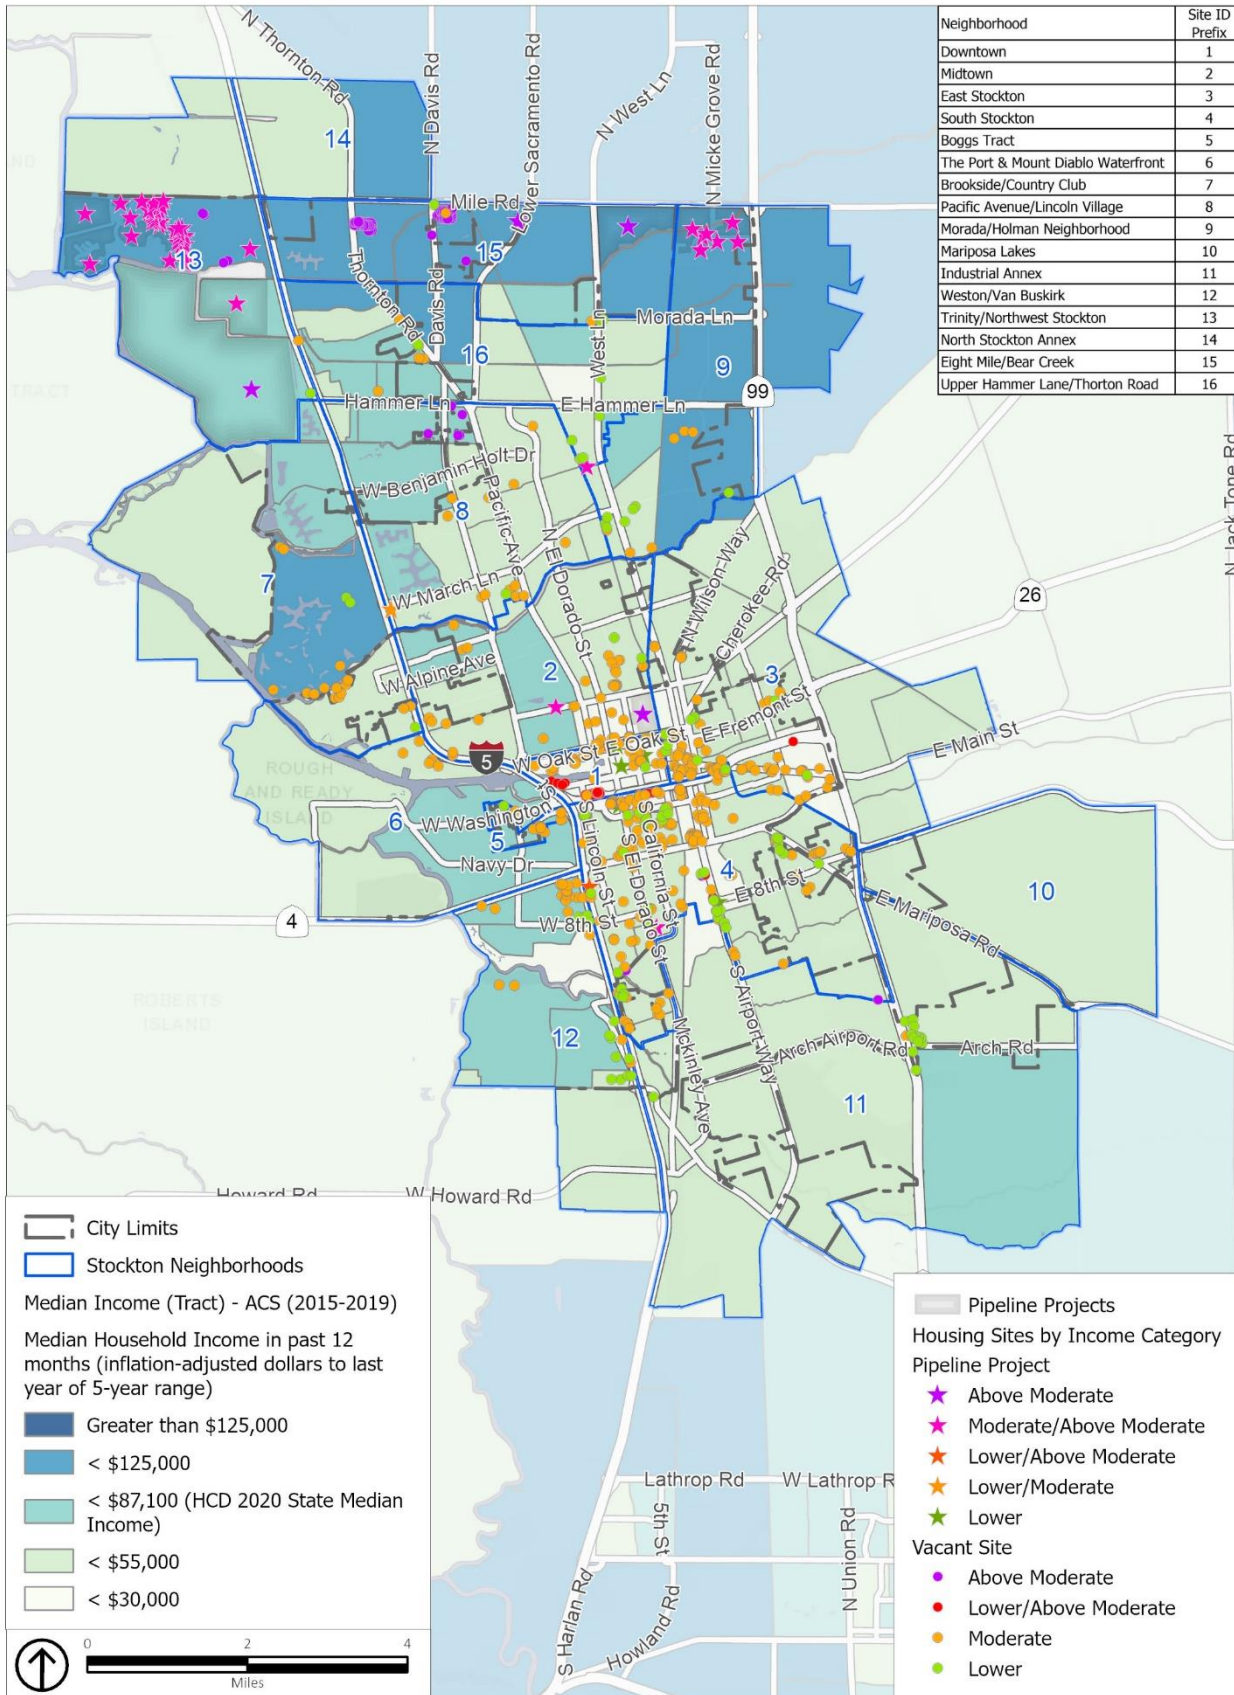 Neighborhood Site ID Prefix
Downtown 1
Midtown 2
East Stockton 3
South Stockton 4
Boggs Tract 5
The Port & Mount Diablo Waterfront 6
Brookside/Country Club 7
Pacific Avenue/Lincoln Village 8
Morada/Holman Neighborhood 9
Mariposa Lakes 10
Industrial Annex 11
Weston/Van Buskirk 12
Trinity/Northwest Stockton 13
North Stockton Annex 14
Eight Mile/Bear Creek 15
Upper Hammer Lane/Thorton Road 16
N Thornton Rd
N Davis Rd
Lower Sacramento Rd
N West Ln
N Micke Grove Rd
14
Mile Rd
13
15
Thornton Rd
Davis Rd
West Ln
Morada Ln
16
9
99
TRACT
Hammer Ln
E Hammer Ln
W Benjamin Holt Dr
Pacific Ave
8
N El Dorado St
N Jack Tone Rd
7
W March Ln
N Wilson Way
Cherokee Rd
26
W Alpine Ave
2
3
E Fremont St
W Oak St
E Oak St
E Main St
5
ROUGH
AND READY
ISLAND
1
6
W Washington St
5
Navy Dr
S Lincoln St
S California St
S El Dorado St
4
E 8th St
10
4
W 8th St
E Mariposa Rd
ROBERTS
ISLAND
S Airport Way
12
Mckinley Ave
Arch Airport Rd
Arch Rd
11
Howard Rd
W Howard Rd
City Limits
Stockton Neighborhoods
Median Income (Tract) - ACS (2015-2019)
Median Household Income in past 12
months (inflation-adjusted dollars to last
year of 5-year range)
Greater than $125,000
< $125,000
< $87,100 (HCD 2020 State Median
Income)
< $55,000
< $30,000
0 2 4
Miles
Lathrop Rd
W Lathrop R
5th St
N Union Rd
S Harlan Rd
Howland Rd
Pipeline Projects
Housing Sites by Income Category
Pipeline Project
Above Moderate
Moderate/Above Moderate
Lower/Above Moderate
Lower/Moderate
Lower
Vacant Site
Above Moderate
Lower/Above Moderate
Moderate
Lower